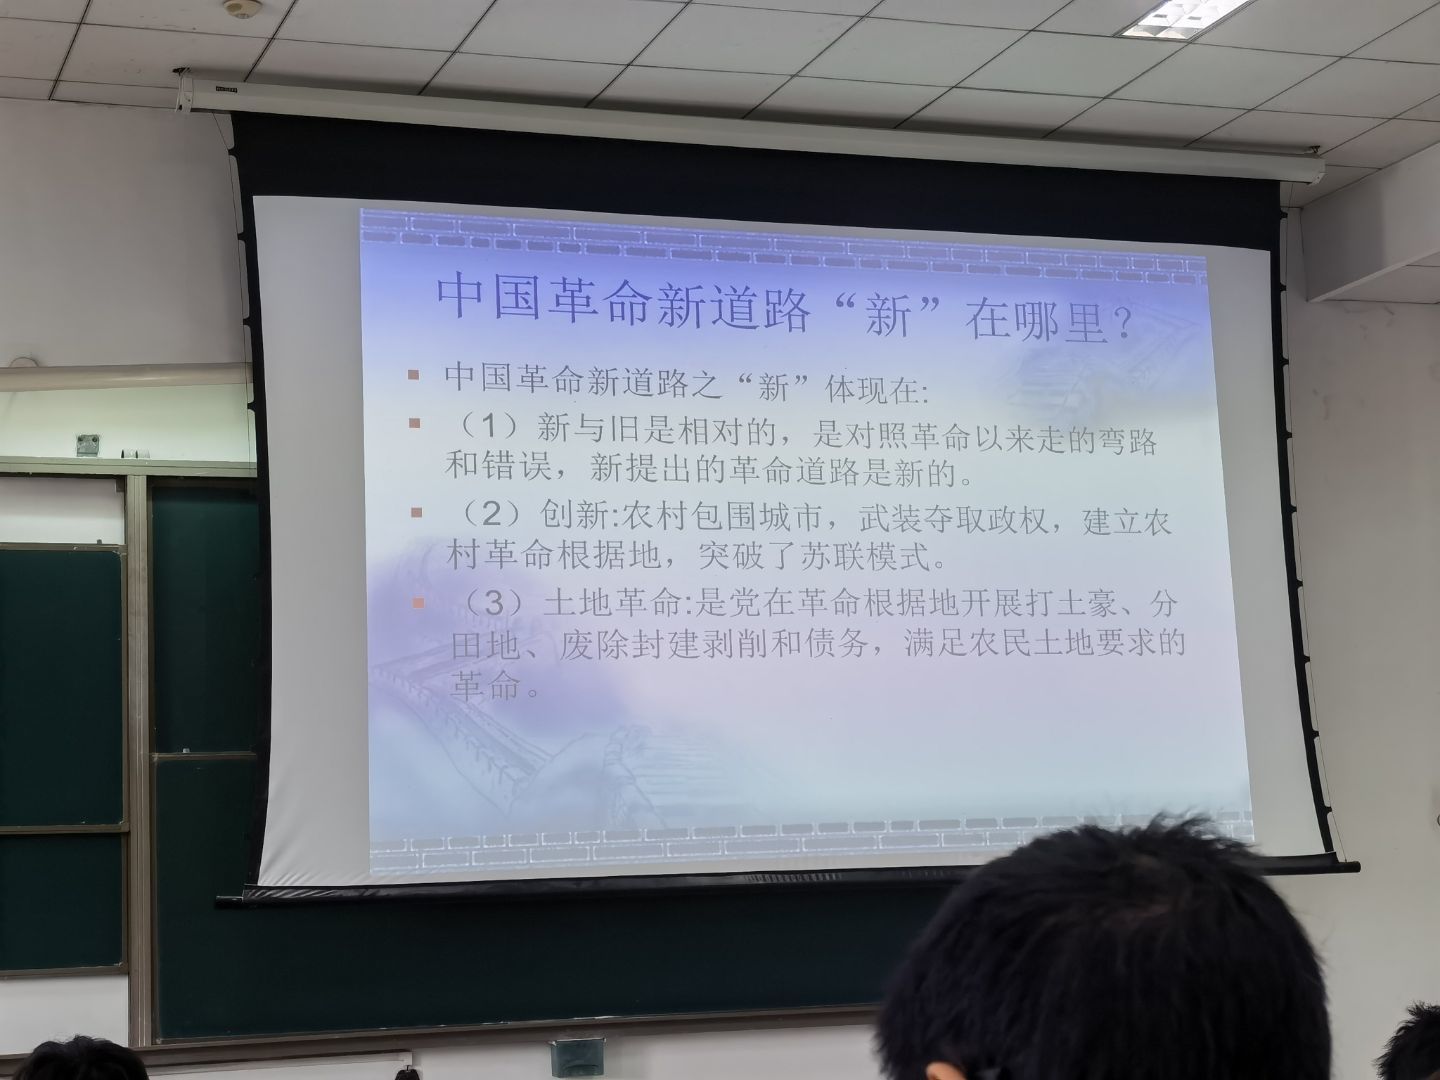 中国革命新道路“新”在哪里？
▪ 中国革命新道路之“新”体现在:
▪ （1）新与旧是相对的，是对照革命以来走的弯路
和错误，新提出的革命道路是新的。
▪ （2）创新:农村包围城市，武装夺取政权，建立农
村革命根据地，突破了苏联模式。
▪ （3）土地革命:是党在革命根据地开展打土豪、分
田地、废除封建剥削和债务，满足农民土地要求的
革命。